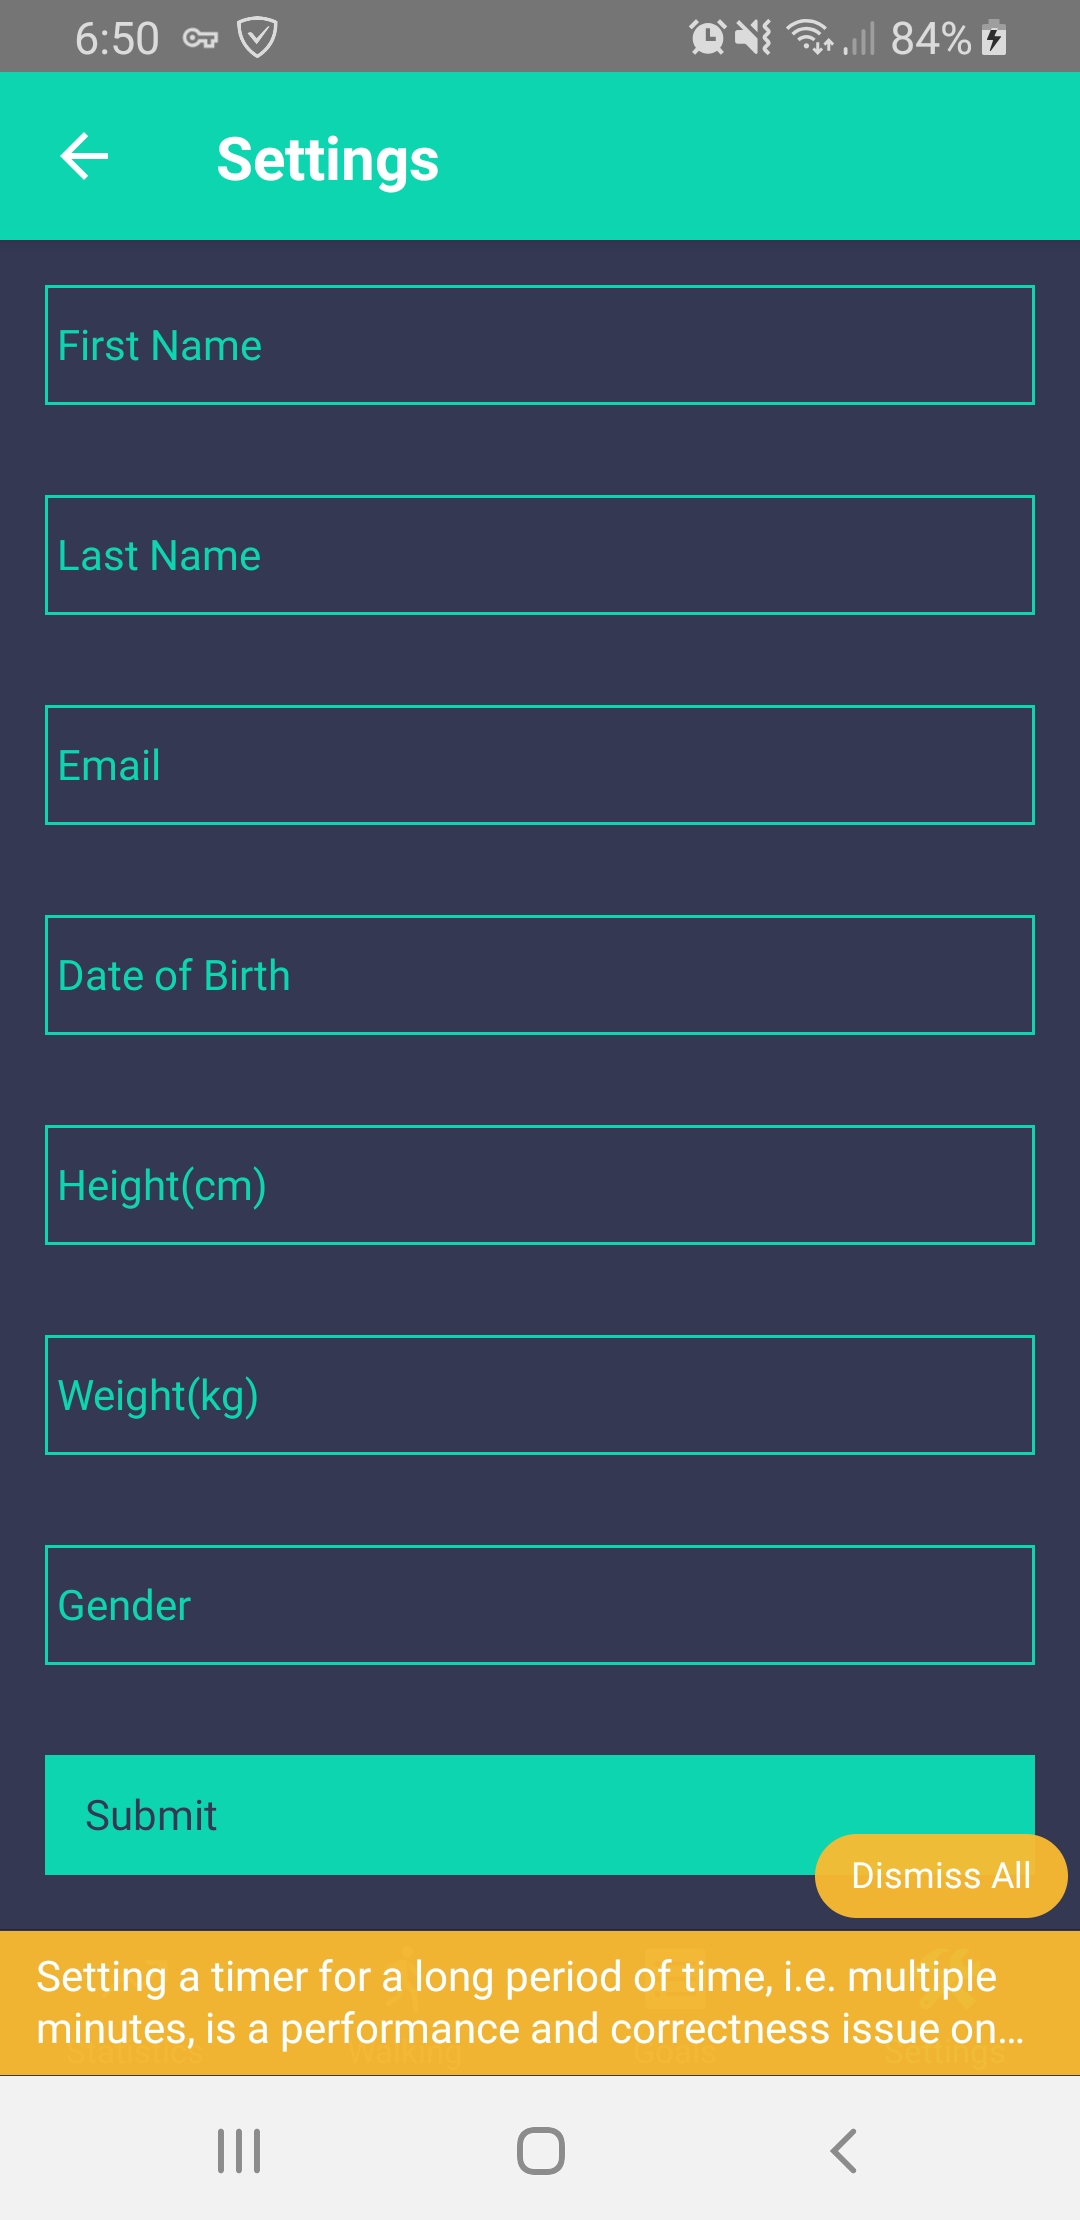 6:50 84%
Settings
First Name
Last Name
Email
Date of Birth
Height(cm)
Weight(kg)
Gender
Submit
Dismiss All
Setting a timer for a long period of time, i.e. multiple
minutes, is a performance and correctness issue on...
Statistics Walking Goals Settings